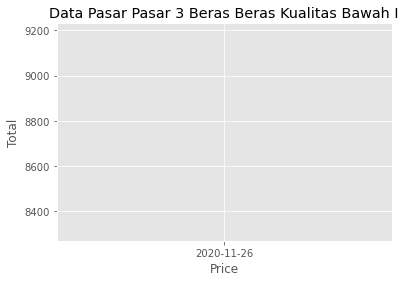 Data Pasar Pasar 3 Beras Beras Kualitas Bawah I
9200
9000
8800
8600
8400
Total
2020-11-26
Price